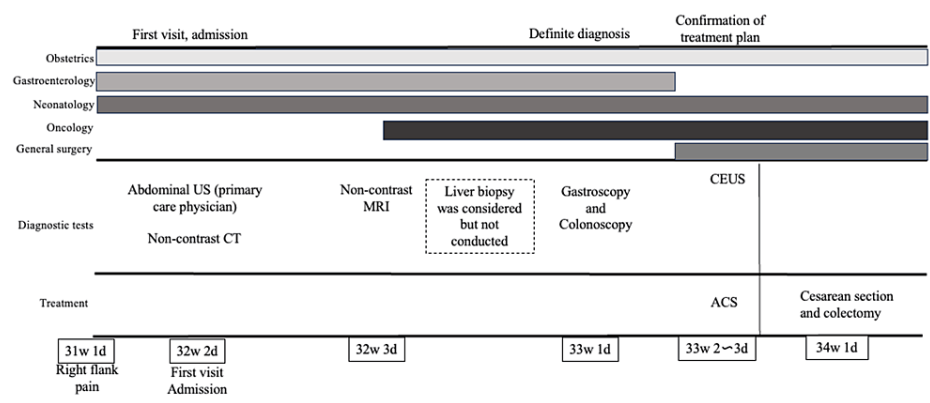 First visit, admission
Definite diagnosis
Confirmation of
treatment plan
Obstetrics
Gastroenterology
Neonatology
Oncology
General surgery
Diagnostic tests
Abdominal US (primary
care physician)
Non-contrast CT
Non-contrast
MRI
Liver biopsy
was considered
but not
conducted
Gastroscopy
and
Colonoscopy
CEUS
Treatment
ACS
Cesarean section
and colectomy
31w 1d
Right flank
pain
32w 2d
First visit
Admission
32w 3d
33w 1d
33w 2〜3d
34w 1d